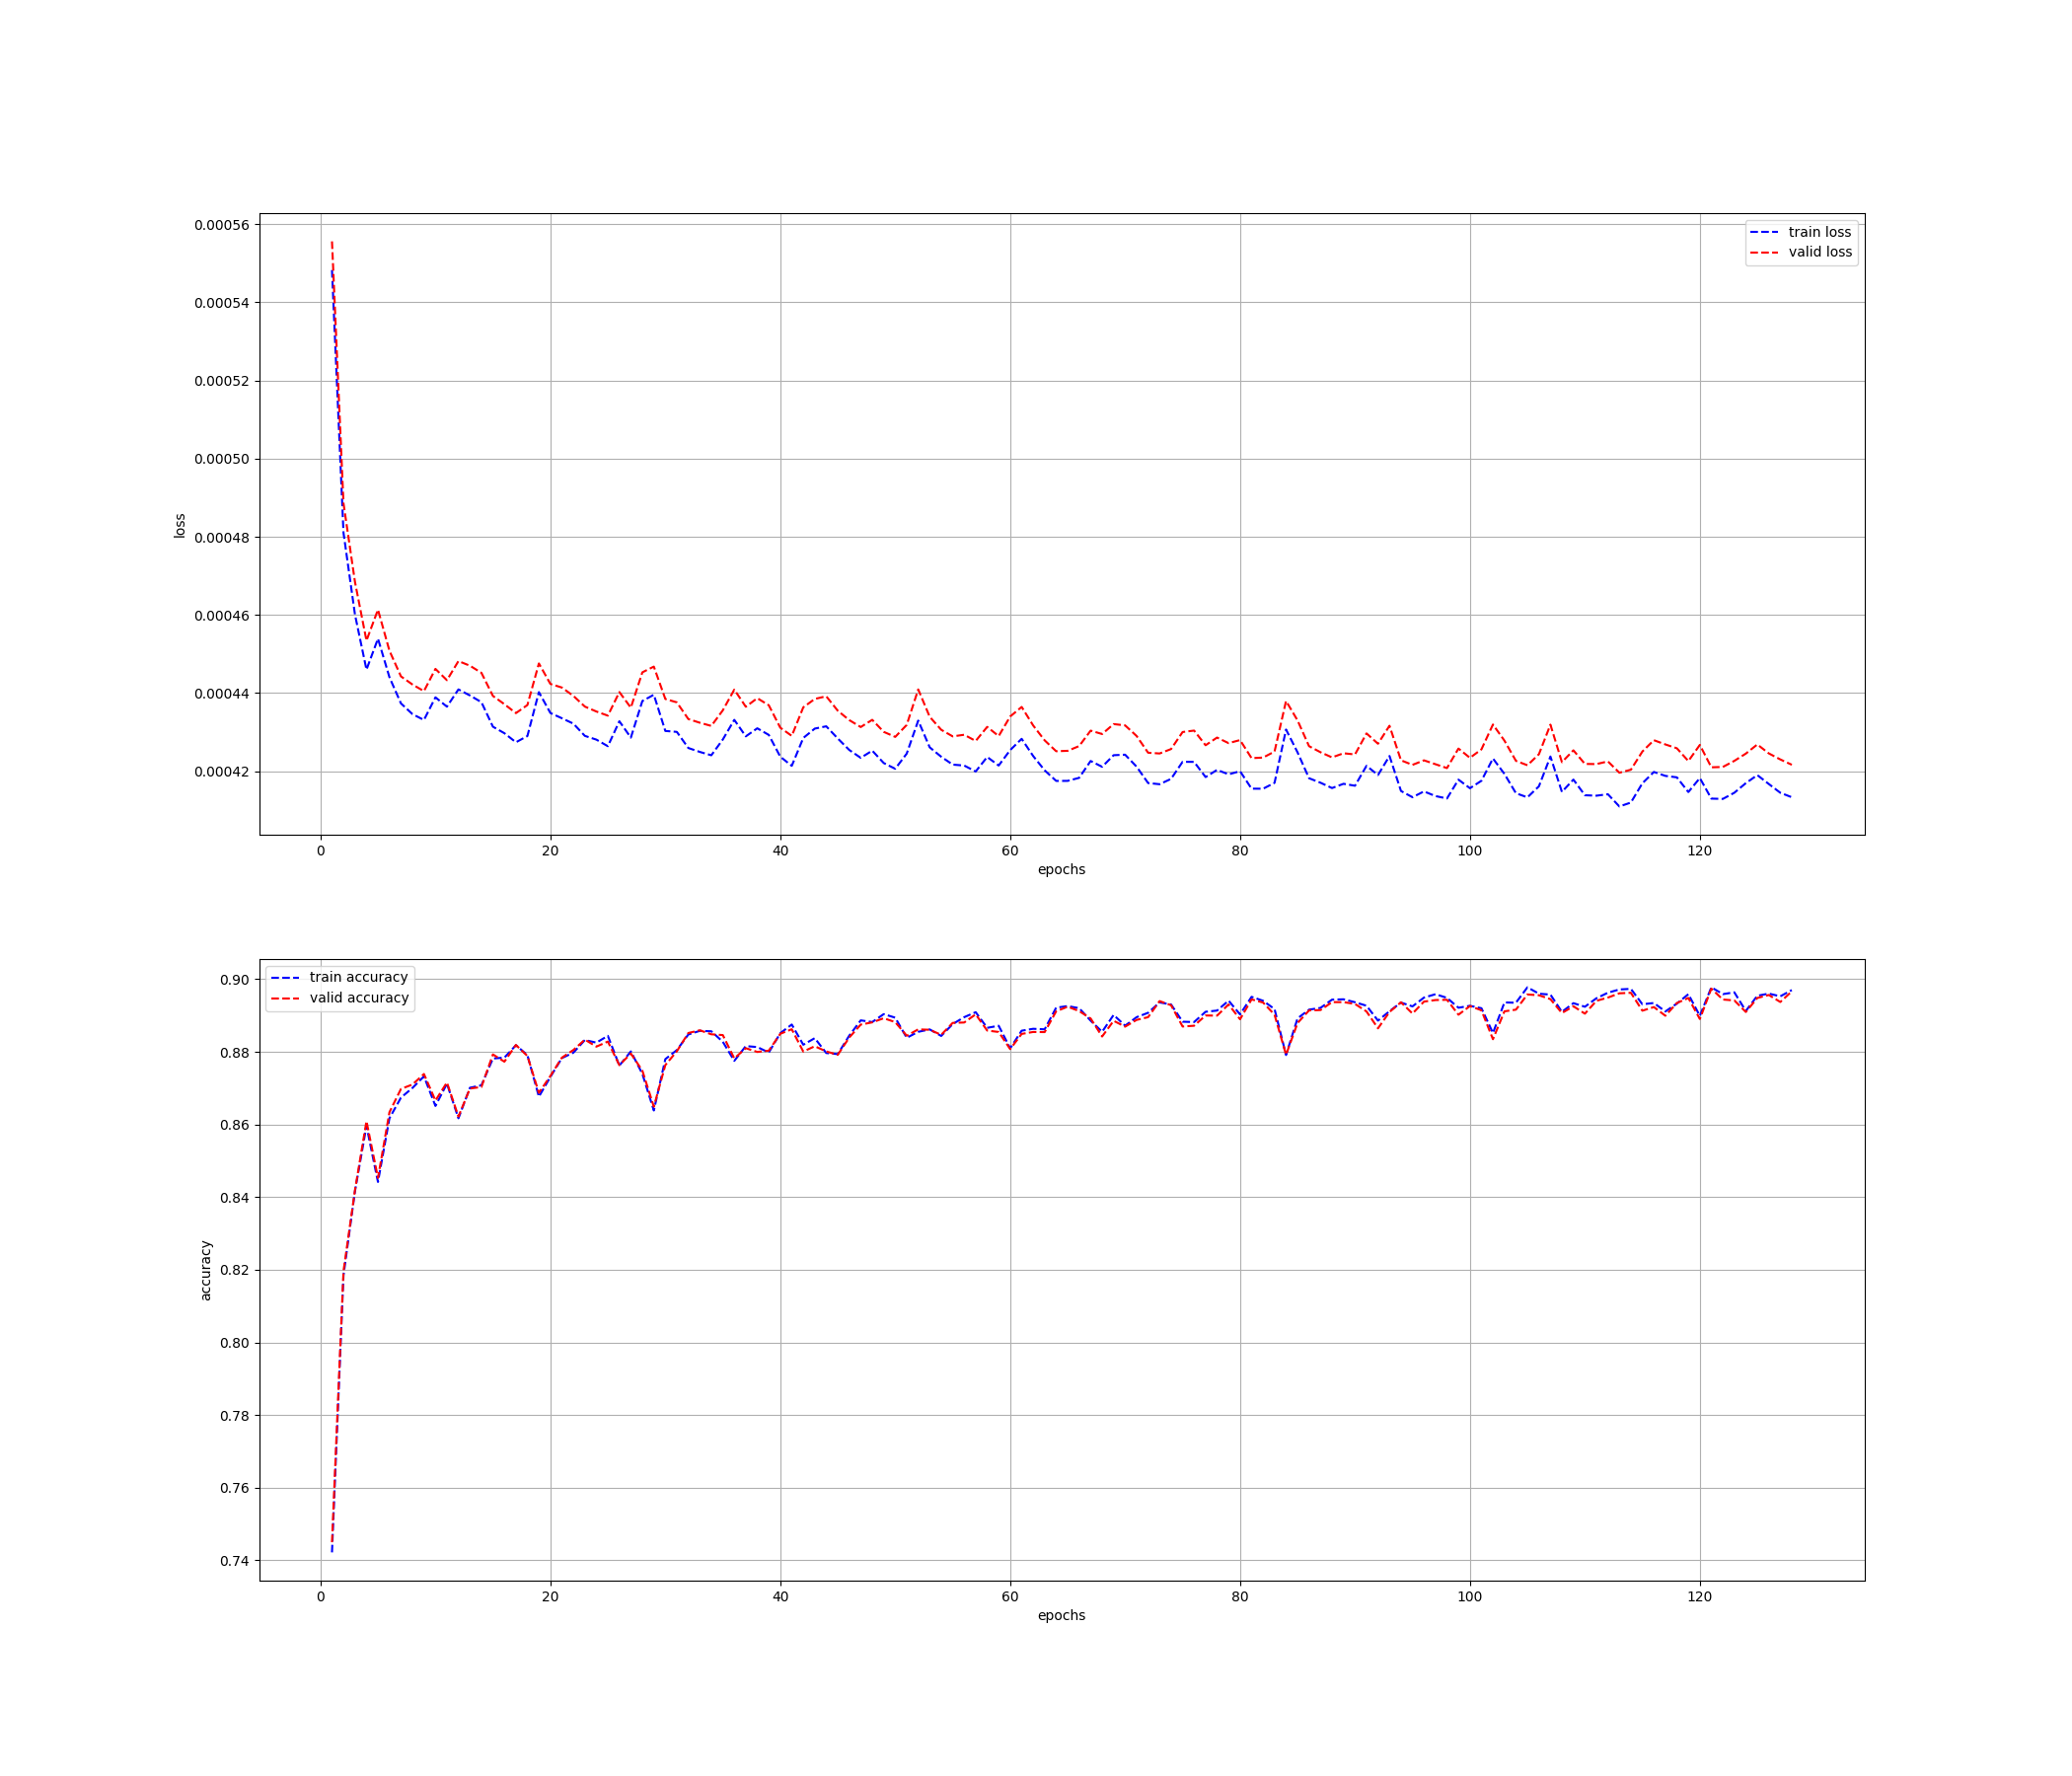 0.00056
train loss
valid loss
0.00054
0.00052
0.00050
0.00048
0.00046
0.00044
0.00042
loss
0 20 40 60 80 100 120
epochs
0.90
train accuracy
valid accuracy
0.88
0.86
0.84
0.82
0.80
0.78
0.76
0.74
accuracy
0 20 40 60 80 100 120
epochs